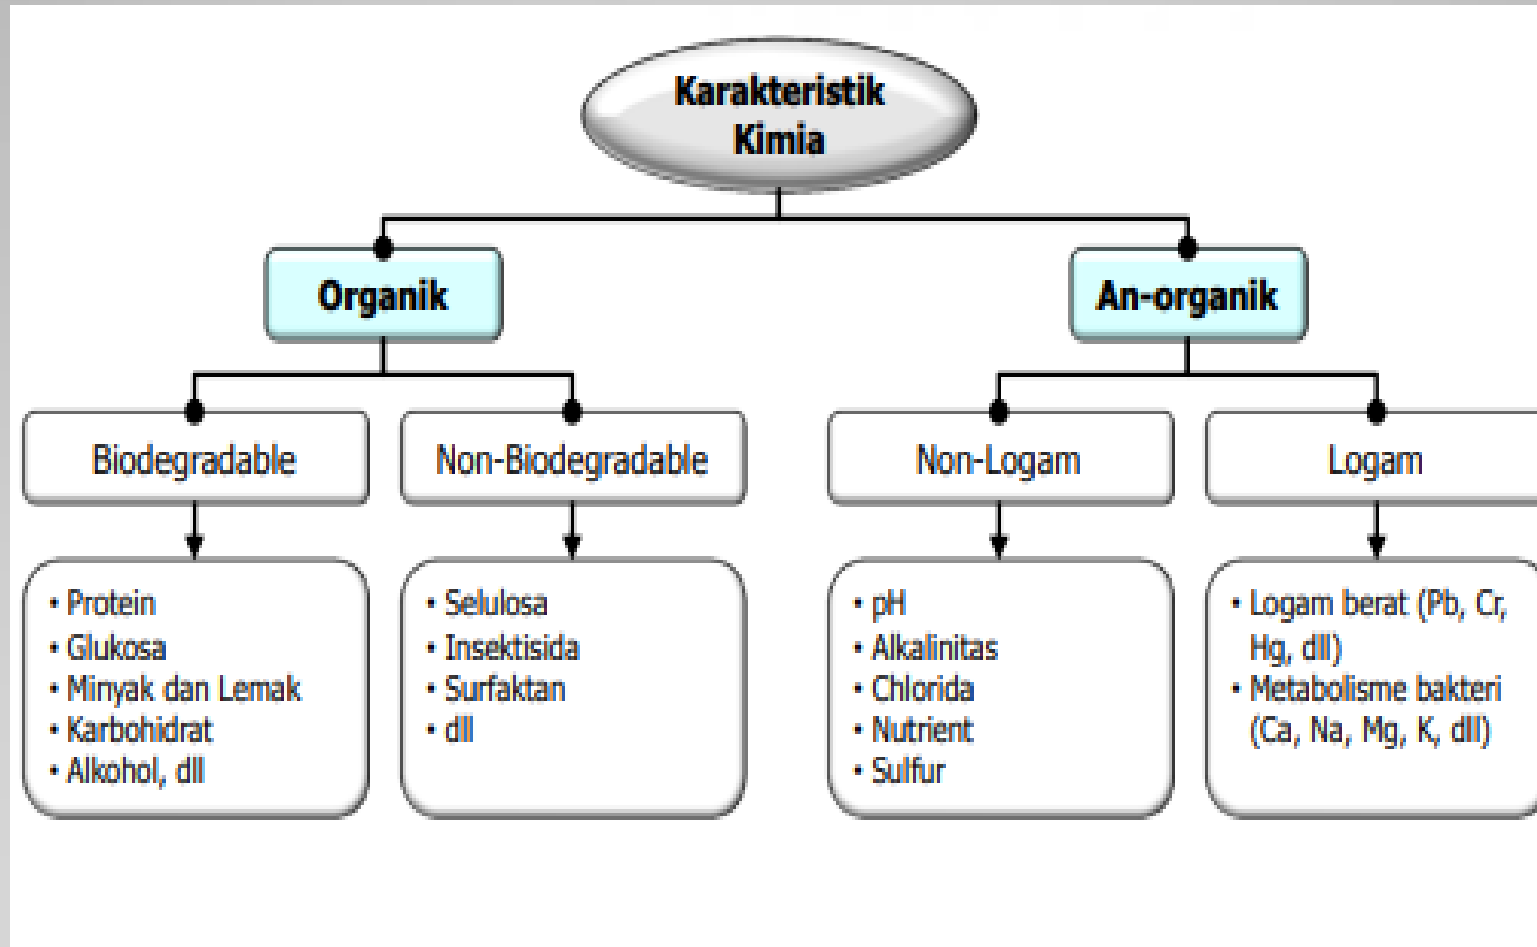 Karakteristik
Kimia
Organik
An-organik
Biodegradable
Non-Biodegradable
Non-Logam
Logam
• Protein
• Glukosa
• Minyak dan Lemak
• Karbohidrat
• Alkohol, dll
• Selulosa
• Insektisida
• Surfaktan
• dll
• pH
• Alkalinitas
• Chlorida
• Nutrient
• Sulfur
• Logam berat (Pb, Cr,
Hg, dll)
• Metabolisme bakteri
(Ca, Na, Mg, K, dll)